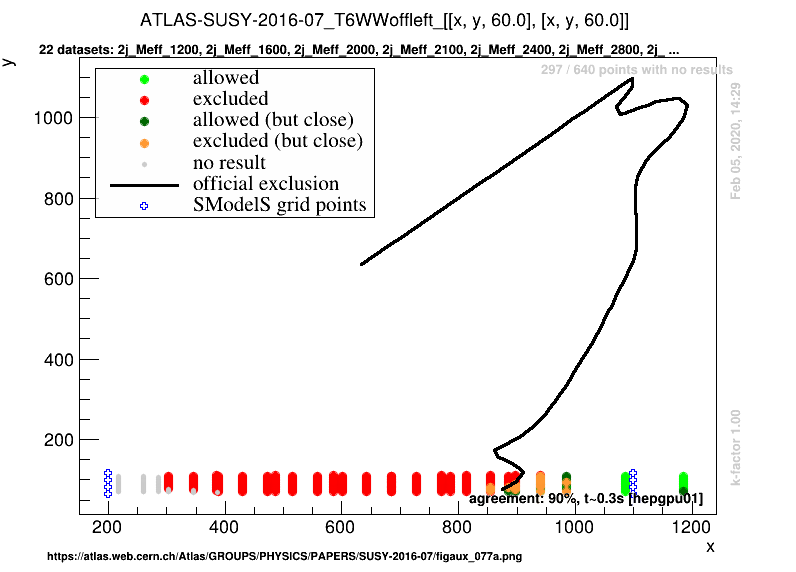 ATLAS-SUSY-2016-07_T6WWoffleft_[[x, y, 60.0], [x, y, 60.0]]
22 datasets: 2j_Meff_1200, 2j_Meff_1600, 2j_Meff_2000, 2j_Meff_2100, 2j_Meff_2400, 2j_Meff_2800, 2j_ ...
y
297 / 640 points with no results
allowed
excluded
allowed (but close)
excluded (but close)
no result
official exclusion
SModelS grid points
Feb 05, 2020, 14:29
k-factor 1.00
1000
800
600
400
200
agreement: 90%, t~0.3s [hepgpu01]
200 400 600 800 1000 1200
x
https://atlas.web.cern.ch/Atlas/GROUPS/PHYSICS/PAPERS/SUSY-2016-07/figaux_077a.png